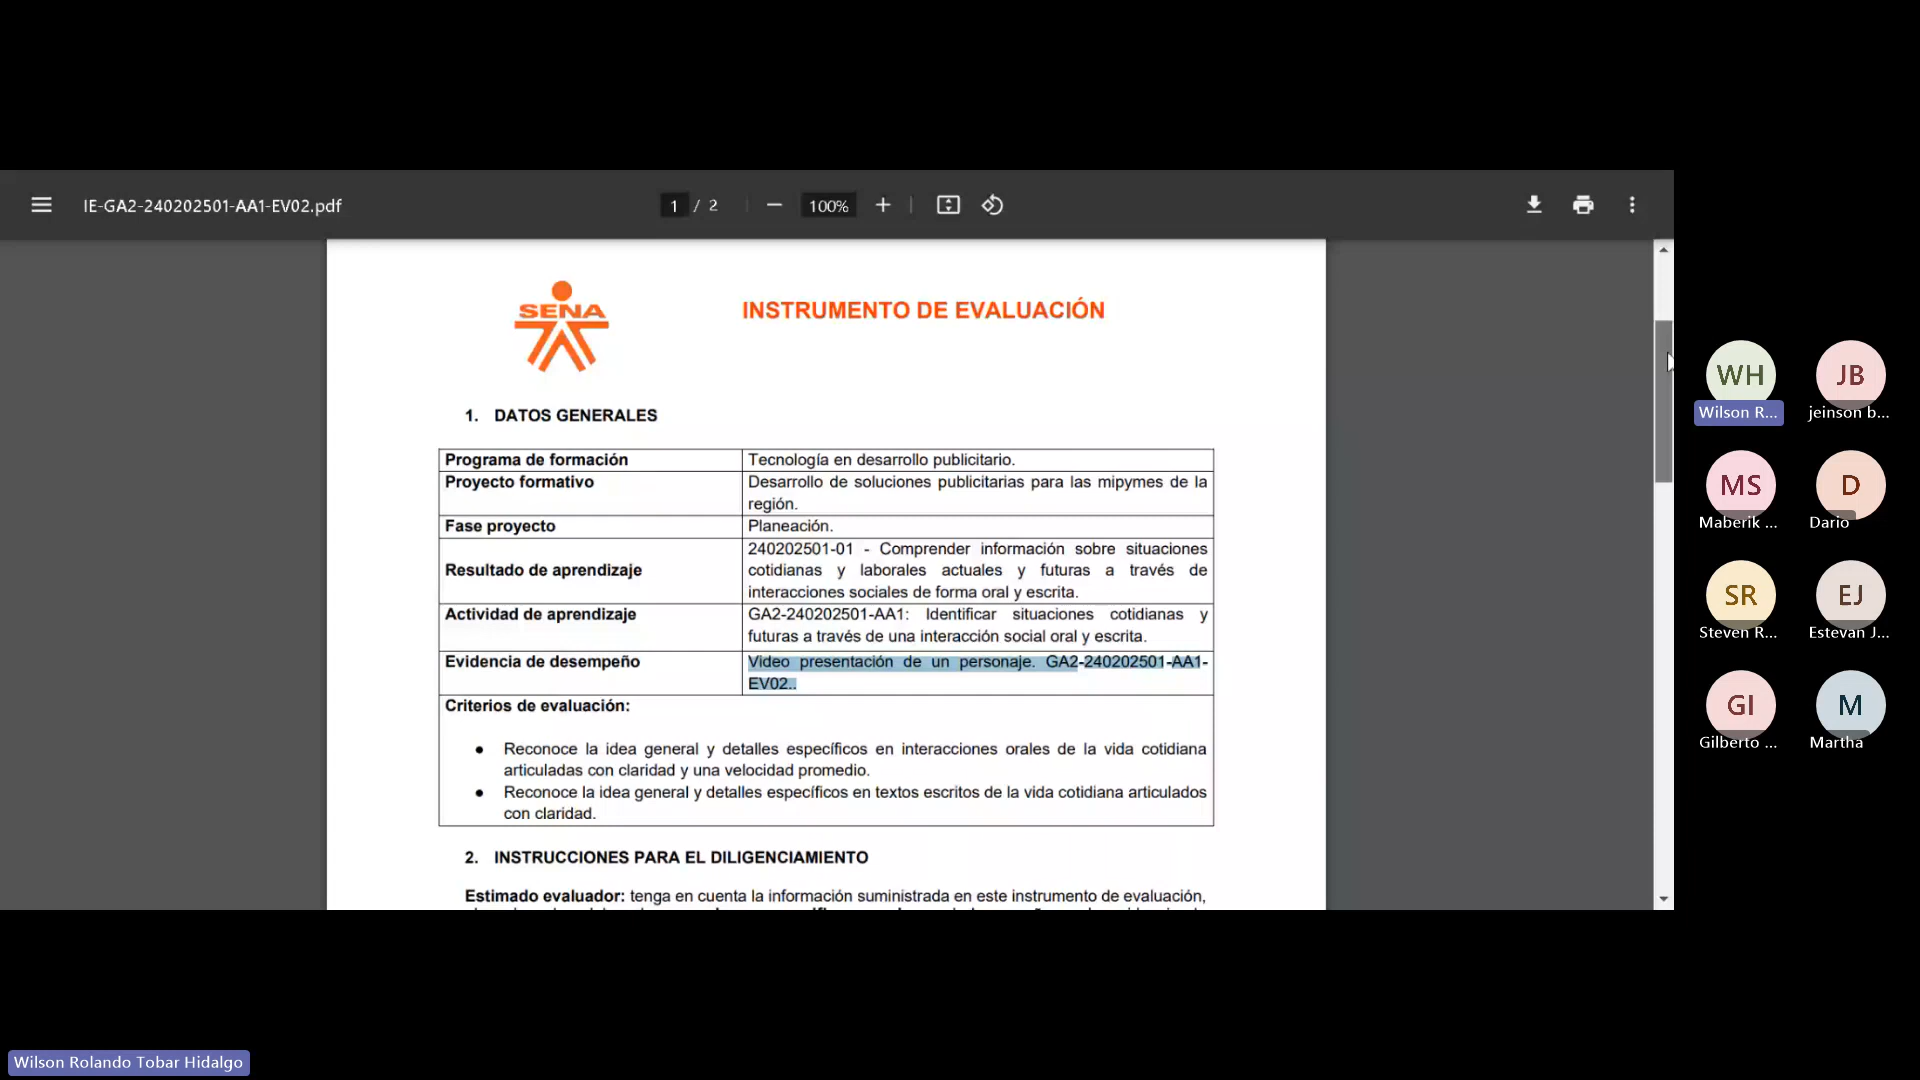 IE-GA2-240202501-AA1-EV02.pdf
1 / 2
100%
SENA
INSTRUMENTO DE EVALUACIÓN
1. DATOS GENERALES
Programa de formación
Tecnología en desarrollo publicitario.
Proyecto formativo
Desarrollo de soluciones publicitarias para las mipymes de la
región.
Fase proyecto
Planeación.
Resultado de aprendizaje
240202501-01 - Comprender información sobre situaciones
cotidianas y laborales actuales y futuras a través de
interacciones sociales de forma oral y escrita.
Actividad de aprendizaje
GA2-240202501-AA1: Identificar situaciones cotidianas y
futuras a través de una interacción social oral y escrita.
Evidencia de desempeño
Video presentación de un personaje. GA2-240202501-AA1-
EV02..
Criterios de evaluación:
● Reconoce la idea general y detalles específicos en interacciones orales de la vida cotidiana
articuladas con claridad y una velocidad promedio.
● Reconoce la idea general y detalles específicos en textos escritos de la vida cotidiana articulados
con claridad.
2. INSTRUCCIONES PARA EL DILIGENCIAMIENTO
Estimado evaluador: tenga en cuenta la información suministrada en este instrumento de evaluación,
WH
Wilson R...
JB
jeinson b...
MS
Maberik ...
D
Dario
SR
Steven R...
EJ
Estevan J...
GI
Gilberto ...
M
Martha
Wilson Rolando Tobar Hidalgo